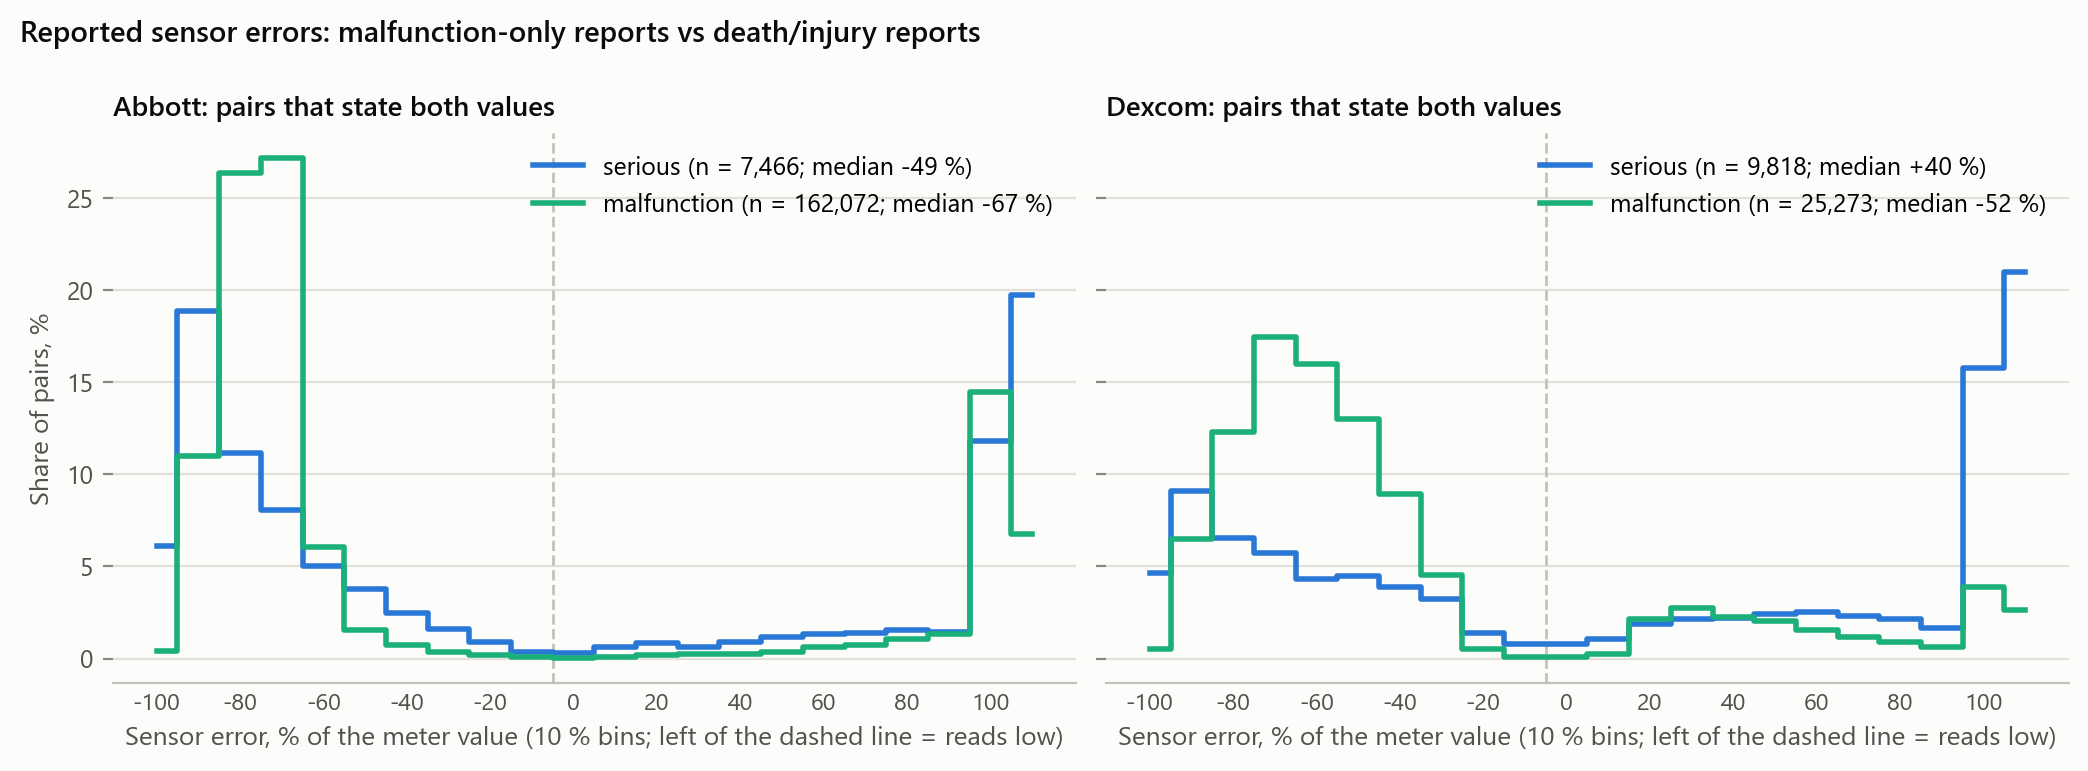 Reported sensor errors: malfunction-only reports vs death/injury reports
Abbott: pairs that state both values
serious (n = 7,466; median -49 %)
malfunction (n = 162,072; median -67 %)
Share of pairs, %
25
20
15
10
5
0
-100 -80 -60 -40 -20 0 20 40 60 80 100
Sensor error, % of the meter value (10 % bins; left of the dashed line = reads low)
Dexcom: pairs that state both values
serious (n = 9,818; median +40 %)
malfunction (n = 25,273; median -52 %)
-100 -80 -60 -40 -20 0 20 40 60 80 100
Sensor error, % of the meter value (10 % bins; left of the dashed line = reads low)